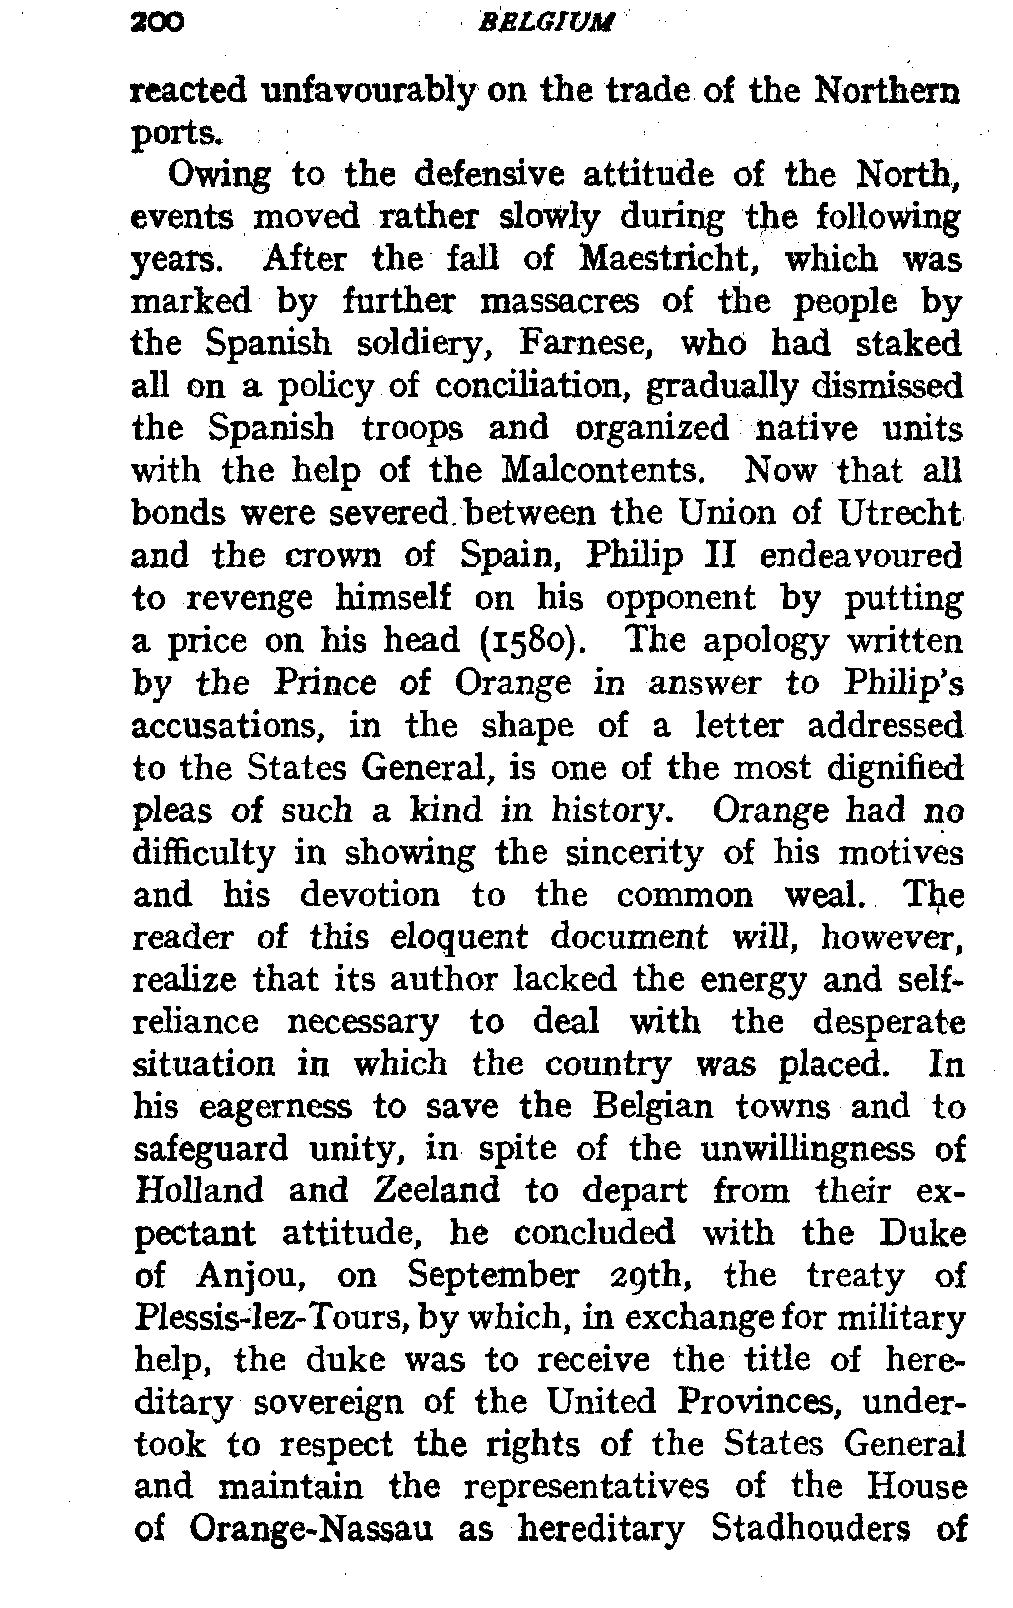 200 BELGIUM
reacted unfavourably on the trade of the Northern
ports.
Owing to the defensive attitude of the North,
events moved rather slowly during the following
years. After the fall of Maestricht, which was
marked by further massacres of the people by
the Spanish soldiery, Farnese, who had staked
all on a policy of conciliation, gradually dismissed
the Spanish troops and organized native units
with the help of the Malcontents. Now that all
bonds were severed between the Union of Utrecht
and the crown of Spain, Philip II endeavoured
to revenge himself on his opponent by putting
a price on his head (1580). The apology written
by the Prince of Orange in answer to Philip's
accusations, in the shape of a letter addressed
to the States General, is one of the most dignified
pleas of such a kind in history. Orange had no
difficulty in showing the sincerity of his motives
and his devotion to the common weal. The
reader of this eloquent document will, however,
realize that its author lacked the energy and self-
reliance necessary to deal with the desperate
situation in which the country was placed. In
his eagerness to save the Belgian towns and to
safeguard unity, in spite of the unwillingness of
Holland and Zeeland to depart from their ex-
pectant attitude, he concluded with the Duke
of Anjou, on September 29th, the treaty of
Plessis-lez-Tours, by which, in exchange for military
help, the duke was to receive the title of here-
ditary sovereign of the United Provinces, under-
took to respect the rights of the States General
and maintain the representatives of the House
of Orange-Nassau as hereditary Stadhouders of